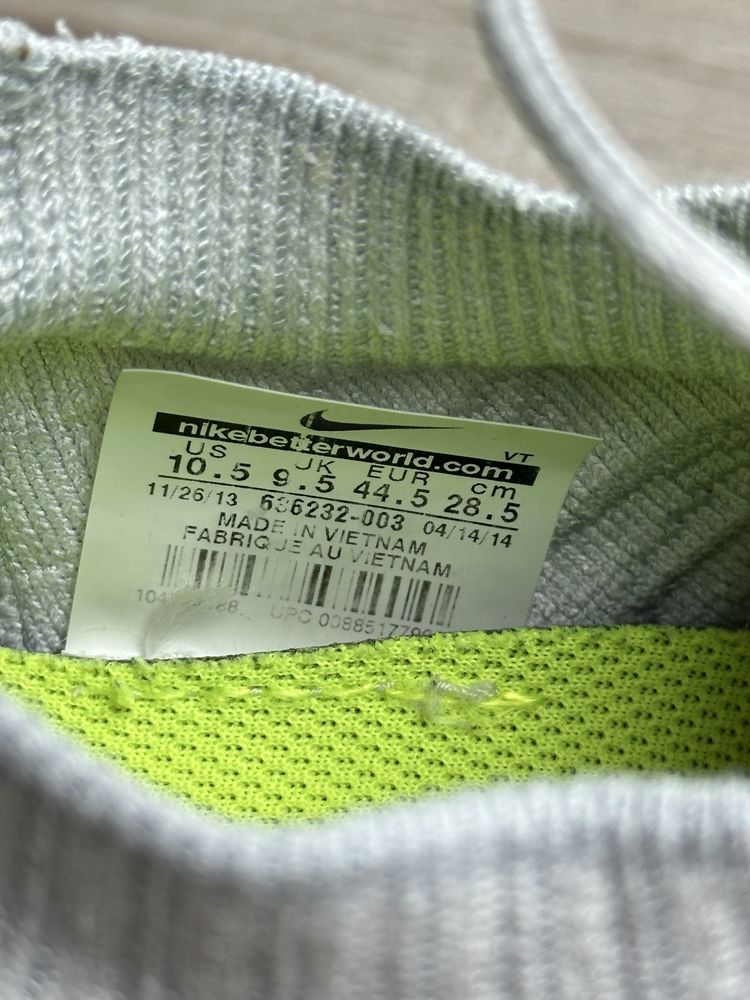 nikebetterworld.com
VT
US UK EUR cm
10.5 9.5 44.5 28.5
11/26/13 636232-003 04/14/14
MADE IN VIETNAM
FABRIQUE AU VIETNAM
UPC